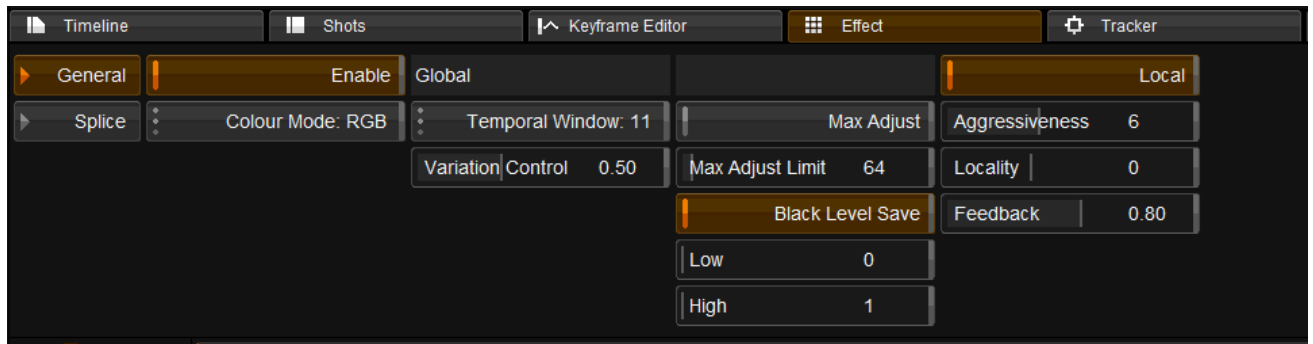 Timeline Shots Keyframe Editor Effect Tracker
General Enable Global Local
Splice Colour Mode: RGB Temporal Window: 11 Max Adjust Aggressiveness 6
Variation Control 0.50 Max Adjust Limit 64 Locality 0
Black Level Save Feedback 0.80
Low 0
High 1